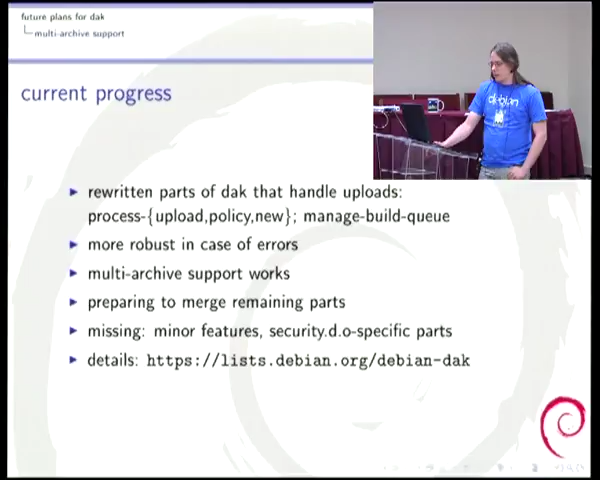 future plans for dak
multi-archive support
current progress
rewritten parts of dak that handle uploads:
process-{upload,policy,new}; manage-build-queue
more robust in case of errors
multi-archive support works
preparing to merge remaining parts
missing: minor features, security.d.o-specific parts
details: https://lists.debian.org/debian-dak
debian